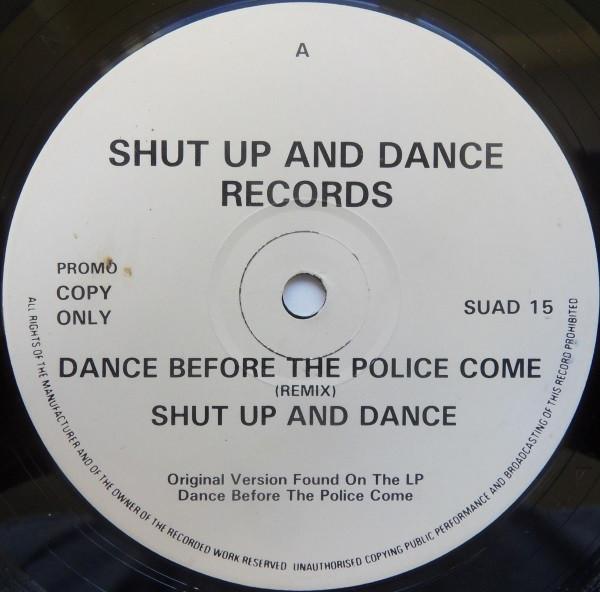 A
SHUT UP AND DANCE
RECORDS
PROMO
COPY
ONLY
SUAD 15
DANCE BEFORE THE POLICE COME
(REMIX)
SHUT UP AND DANCE
Original Version Found On The LP
Dance Before The Police Come
ALL RIGHTS OF THE MANUFACTURER AND OF THE OWNER OF THE RECORDED WORK RESERVED UNAUTHORISED COPYING PUBLIC PERFORMANCE AND BROADCASTING OF THIS RECORD PROHIBITED